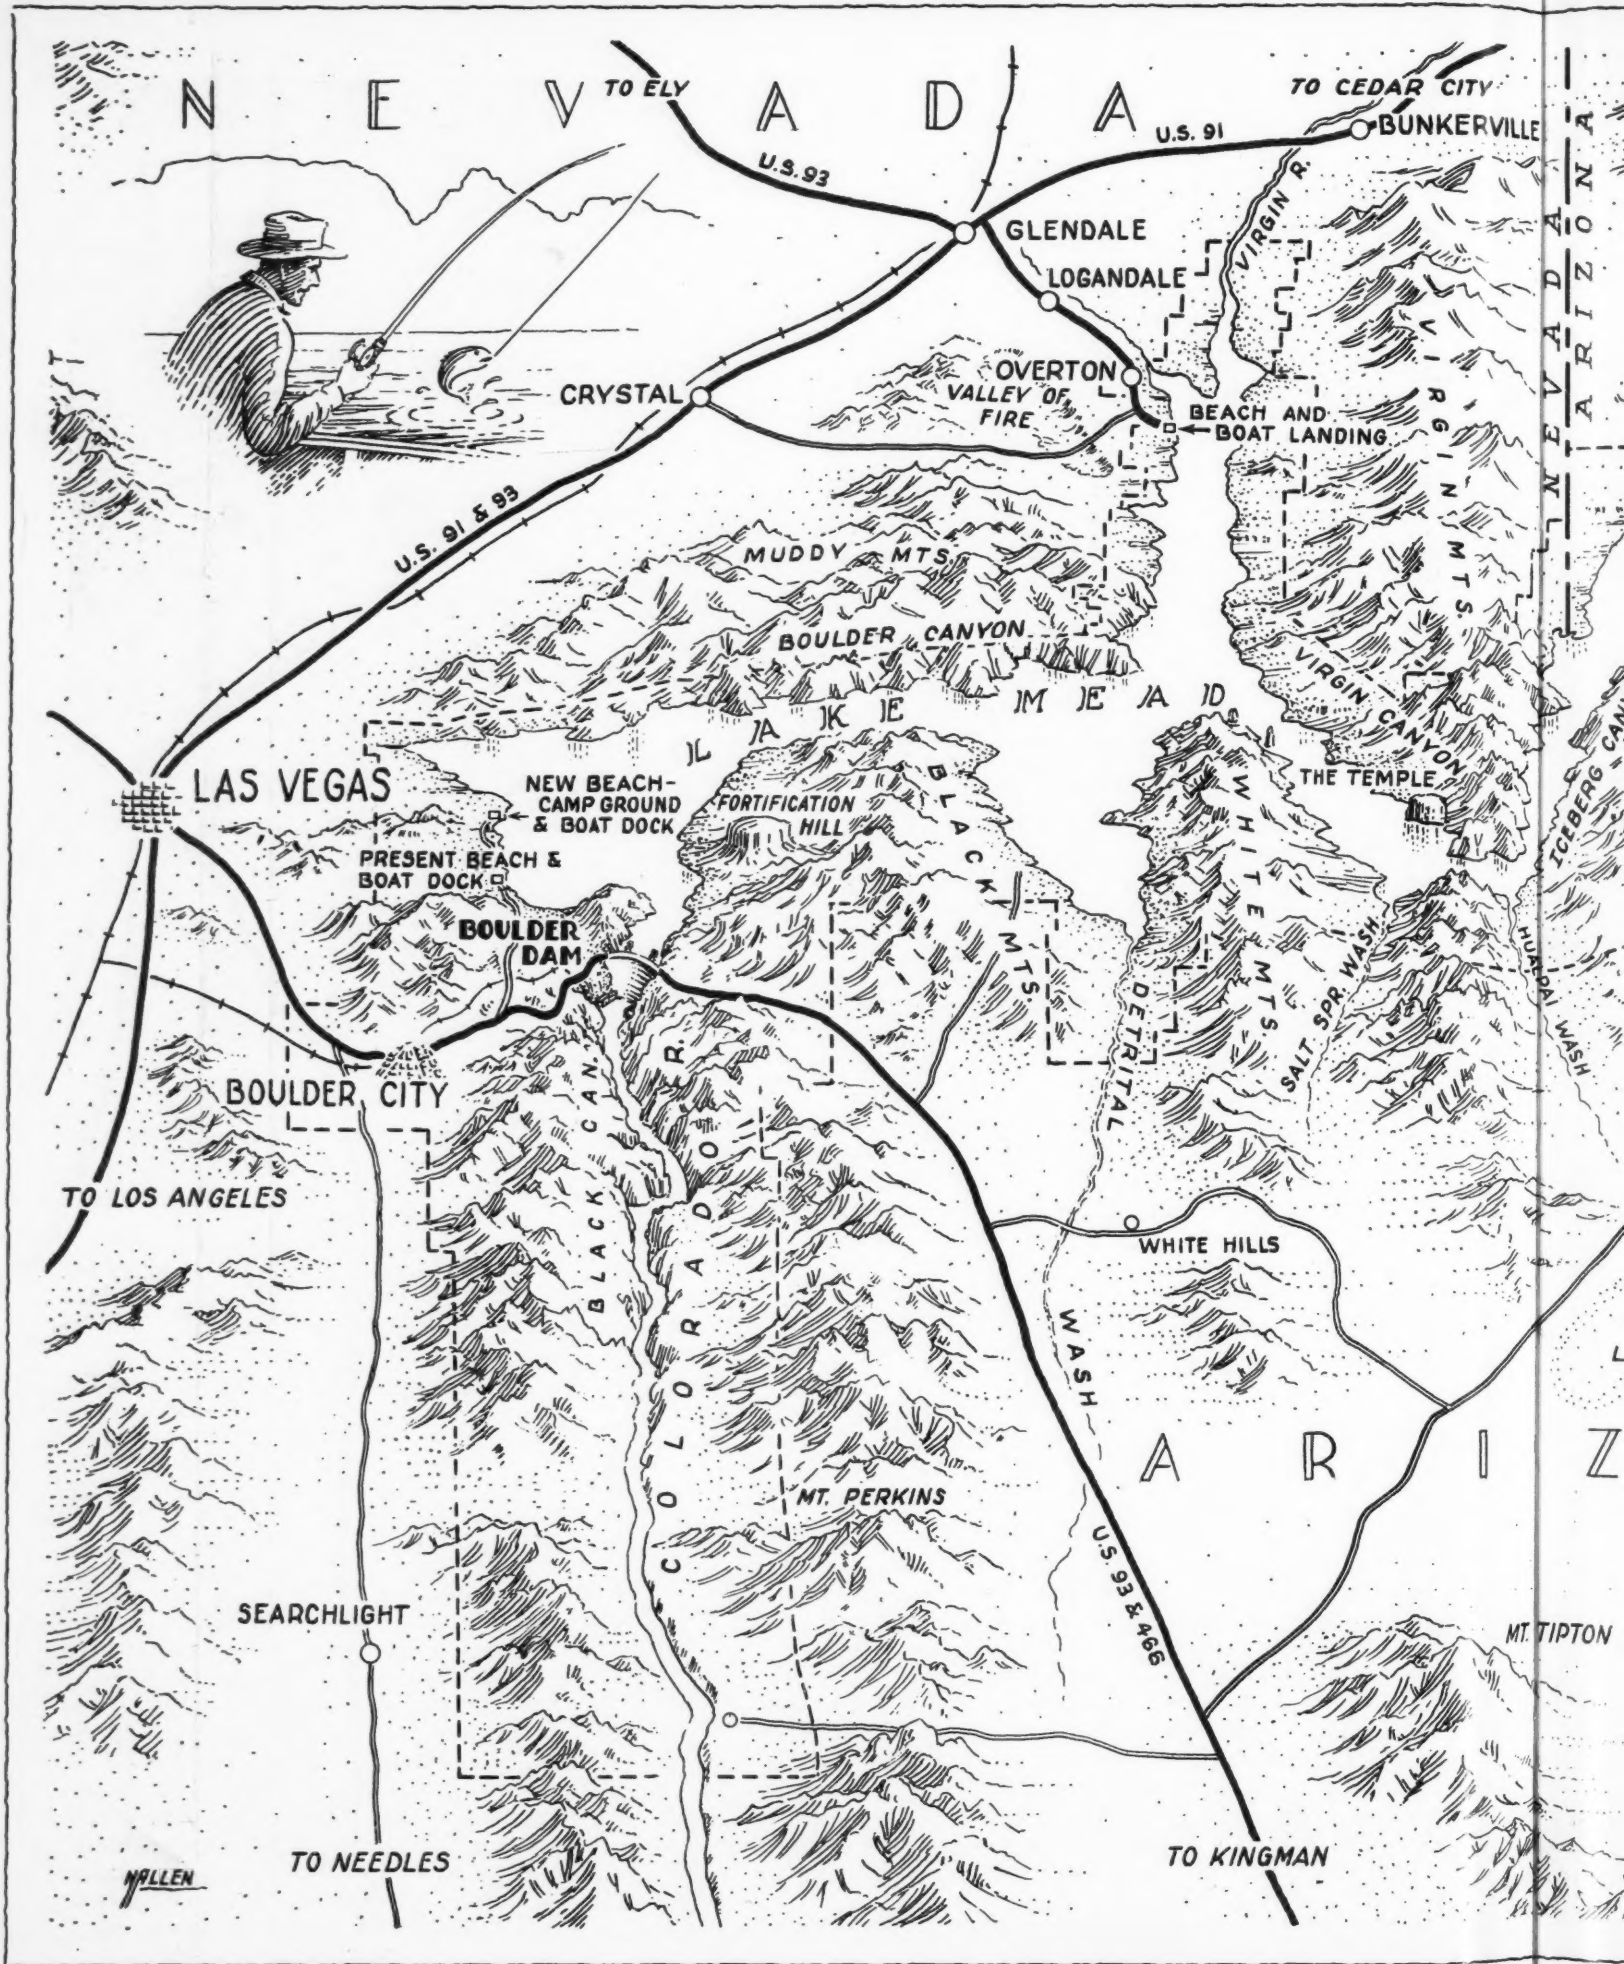 NEVADA
TO ELY
TO CEDAR CITY
BUNKERVILLE
U.S. 91
U.S. 93
VIRGIN R.
NEVADA
ARIZONA
GLENDALE
LOGANDALE
OVERTON
VALLEY OF
FIRE
CRYSTAL
BEACH AND
BOAT LANDING
VIRGIN MTS.
U.S. 91 & 93
MUDDY MTS.
BOULDER CANYON
VIRGIN CANYON
LAKE MEAD
LAS VEGAS
NEW BEACH-
CAMP GROUND
& BOAT DOCK
FORTIFICATION
HILL
BLACK MTS.
WHITE MTS.
THE TEMPLE
ICEBERG
PRESENT BEACH &
BOAT DOCK
BOULDER
DAM
SALT SPR. WASH
HUALPAI WASH
DETRITAL WASH
BOULDER CITY
BLACK CAN.
COLORADO R.
TO LOS ANGELES
WHITE HILLS
ARIZ
MT. PERKINS
U.S. 93 & 466
SEARCHLIGHT
MT. TIPTON
TO NEEDLES
TO KINGMAN